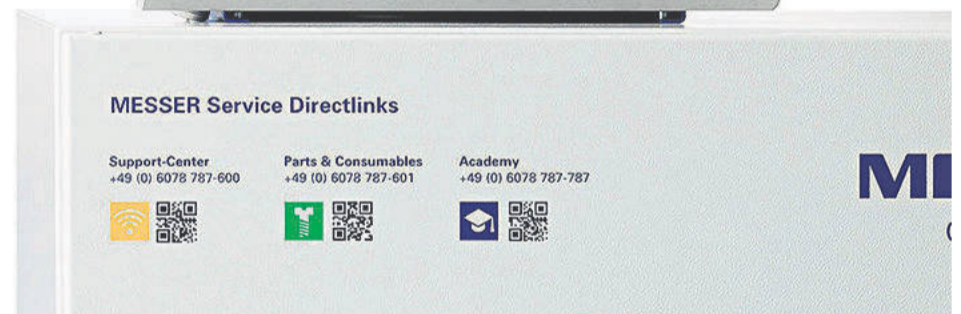 MESSER Service Directlinks
Support-Center
+49 (0) 6078 787-600
Parts & Consumables
+49 (0) 6078 787-601
Academy
+49 (0) 6078 787-787